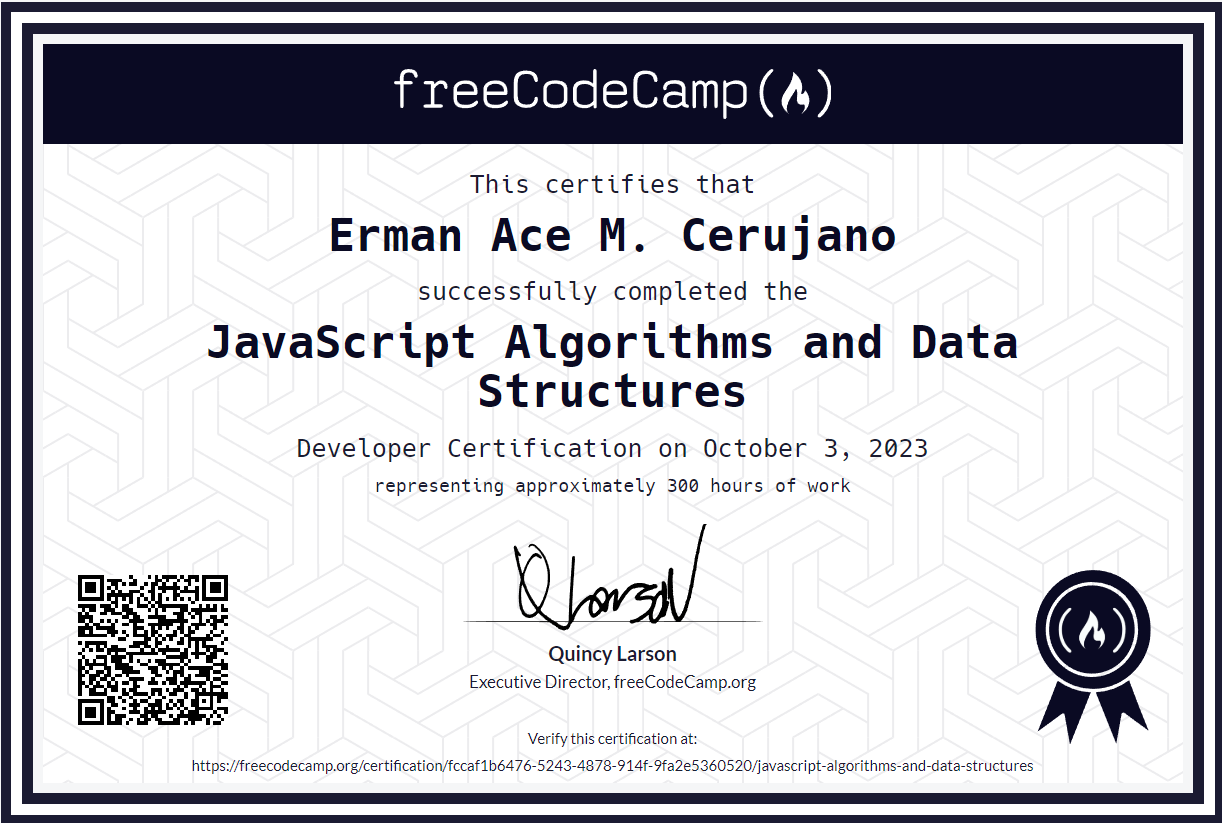 freeCodeCamp
This certifies that
Erman Ace M. Cerujano
successfully completed the
JavaScript Algorithms and Data
Structures
Developer Certification on October 3, 2023
representing approximately 300 hours of work
Q Larson
Quincy Larson
Executive Director, freeCodeCamp.org
Verify this certification at:
https://freecodecamp.org/certification/fccaf1b6476-5243-4878-914f-9fa2e5360520/javascript-algorithms-and-data-structures